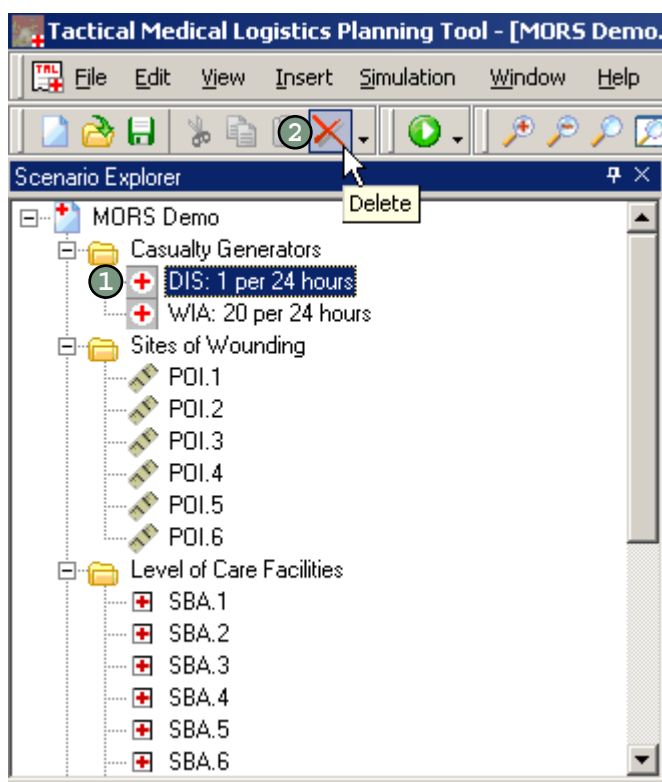 Tactical Medical Logistics Planning Tool - [MORS Demo.
TML File Edit View Insert Simulation Window Help
2
Scenario Explorer
Delete
MORS Demo
Casualty Generators
1 DIS: 1 per 24 hours
WIA: 20 per 24 hours
Sites of Wounding
POI.1
POI.2
POI.3
POI.4
POI.5
POI.6
Level of Care Facilities
SBA.1
SBA.2
SBA.3
SBA.4
SBA.5
SBA.6